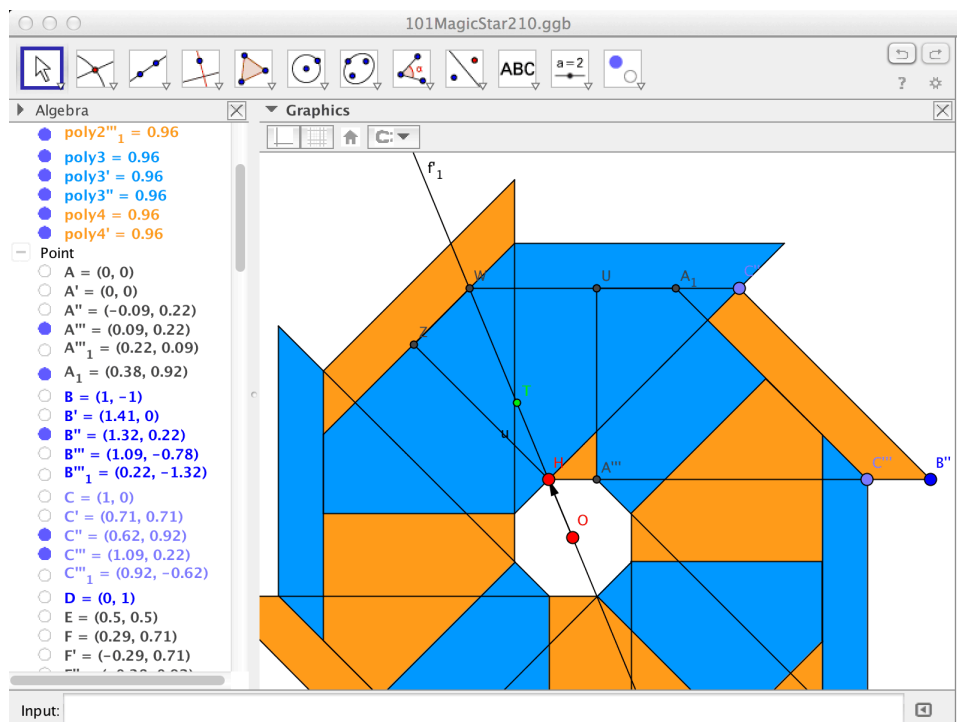 101MagicStar210.ggb
ABC
a=2
α
?
Algebra
Graphics
poly2'''₁ = 0.96
poly3 = 0.96
poly3' = 0.96
poly3'' = 0.96
poly4 = 0.96
poly4' = 0.96
Point
A = (0, 0)
A' = (0, 0)
A'' = (-0.09, 0.22)
A''' = (0.09, 0.22)
A'''₁ = (0.22, 0.09)
A₁ = (0.38, 0.92)
B = (1, -1)
B' = (1.41, 0)
B'' = (1.32, 0.22)
B''' = (1.09, -0.78)
B'''₁ = (0.22, -1.32)
C = (1, 0)
C' = (0.71, 0.71)
C'' = (0.62, 0.92)
C''' = (1.09, 0.22)
C'''₁ = (0.92, -0.62)
D = (0, 1)
E = (0.5, 0.5)
F = (0.29, 0.71)
F' = (-0.29, 0.71)
f'₁
W
U
A₁
Z
T
u
H
A'''
C'''
B''
O
Input: